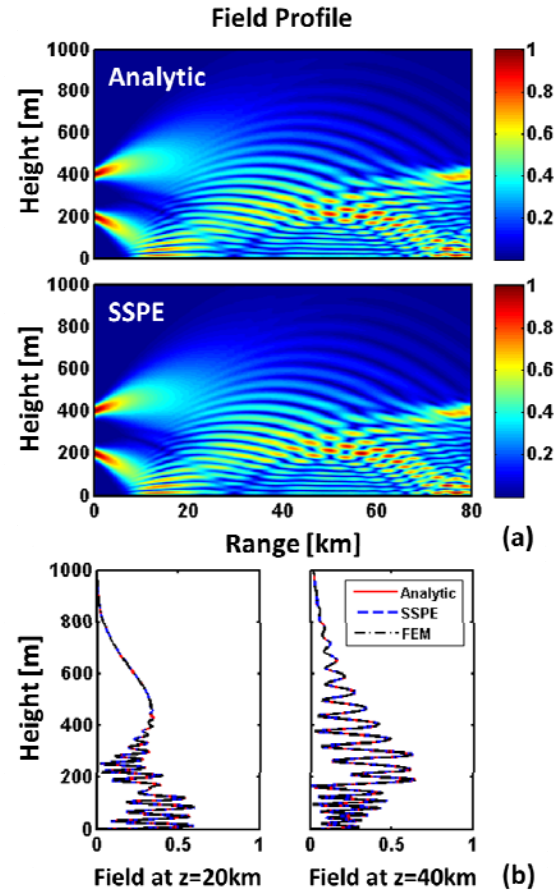 Field Profile
Height [m]
1000
800
600
400
200
0
Analytic
1
0.8
0.6
0.4
0.2
Height [m]
1000
800
600
400
200
0
SSPE
1
0.8
0.6
0.4
0.2
0 20 40 60 80
Range [km]
(a)
Height [m]
1000
800
600
400
200
0
Analytic
SSPE
FEM
0 0.5 1
0 0.5 1
Field at z=20km
Field at z=40km
(b)